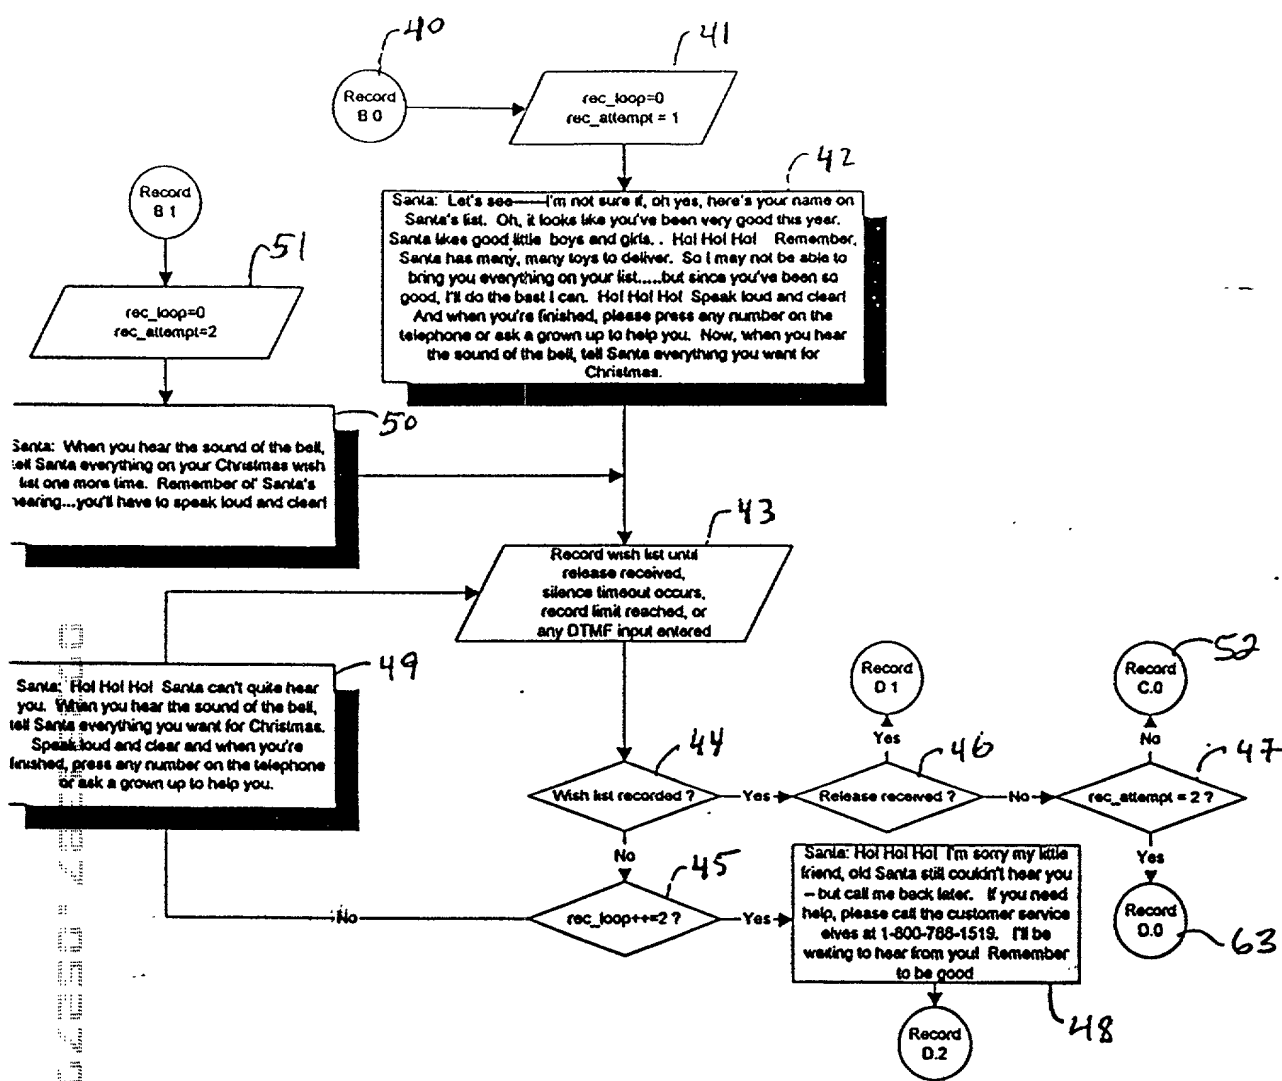 40
41
Record
B 0
rec_loop=0
rec_attempt = 1
42
Santa: Let's see-----I'm not sure if, oh yes, here's your name on
Santa's list. Oh, it looks like you've been very good this year.
Santa likes good little boys and girls. . Ho! Ho! Ho! Remember,
Santa has many, many toys to deliver. So I may not be able to
bring you everything on your list.....but since you've been so
good, I'll do the best I can. Ho! Ho! Ho! Speak loud and clear!
And when you're finished, please press any number on the
telephone or ask a grown up to help you. Now, when you hear
the sound of the bell, tell Santa everything you want for
Christmas.
Record
B 1
51
rec_loop=0
rec_attempt=2
50
Santa: When you hear the sound of the bell,
tell Santa everything on your Christmas wish
list one more time. Remember ol' Santa's
hearing...you'll have to speak loud and clear!
43
Record wish list until
release received,
silence timeout occurs,
record limit reached, or
any DTMF input entered
49
Santa: Ho! Ho! Ho! Santa can't quite hear
you. When you hear the sound of the bell,
tell Santa everything you want for Christmas.
Speak loud and clear and when you're
finished, press any number on the telephone
or ask a grown up to help you.
44
Wish list recorded ?
Yes
Record
D 1
Yes
46
Release received ?
No
Record
C.0
52
No
47
rec_attempt = 2 ?
Yes
Record
D.0
63
No
45
rec_loop++=2 ?
No
Yes
Santa: Ho! Ho! Ho! I'm sorry my little
friend, old Santa still couldn't hear you
-- but call me back later. If you need
help, please call the customer service
elves at 1-800-788-1519. I'll be
waiting to hear from you! Remember
to be good
48
Record
D.2